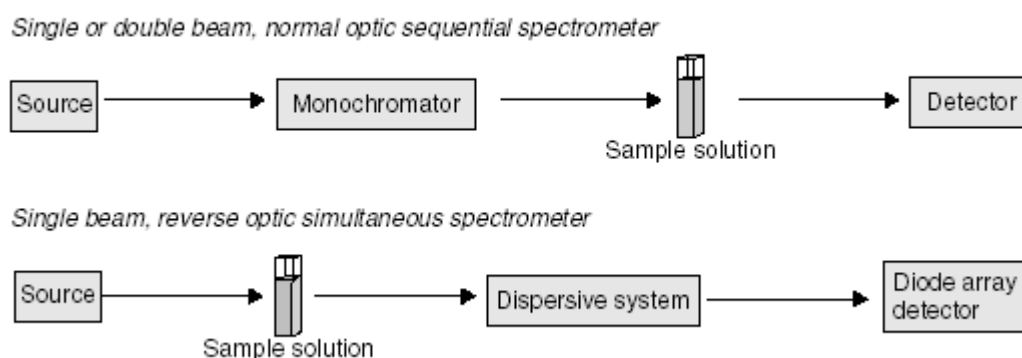 Single or double beam, normal optic sequential spectrometer
Source
Monochromator
Sample solution
Detector
Single beam, reverse optic simultaneous spectrometer
Source
Sample solution
Dispersive system
Diode array
detector